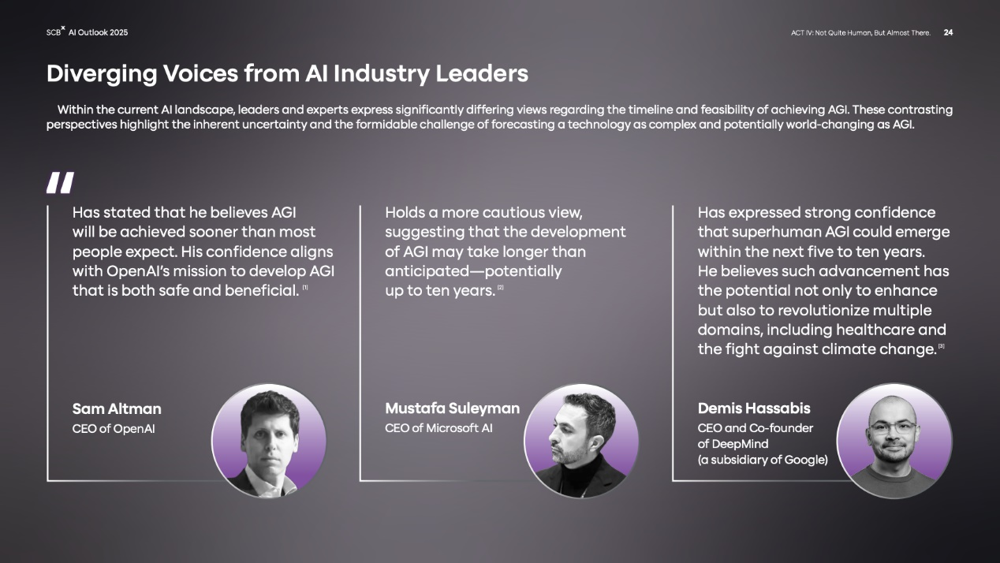 SCBˣ AI Outlook 2025
ACT IV: Not Quite Human, But Almost There. 24
Diverging Voices from AI Industry Leaders
Within the current AI landscape, leaders and experts express significantly differing views regarding the timeline and feasibility of achieving AGI. These contrasting
perspectives highlight the inherent uncertainty and the formidable challenge of forecasting a technology as complex and potentially world-changing as AGI.
"
Has stated that he believes AGI
will be achieved sooner than most
people expect. His confidence aligns
with OpenAI's mission to develop AGI
that is both safe and beneficial. [1]
Sam Altman
CEO of OpenAI
Holds a more cautious view,
suggesting that the development
of AGI may take longer than
anticipated—potentially
up to ten years. [2]
Mustafa Suleyman
CEO of Microsoft AI
Has expressed strong confidence
that superhuman AGI could emerge
within the next five to ten years.
He believes such advancement has
the potential not only to enhance
but also to revolutionize multiple
domains, including healthcare and
the fight against climate change. [3]
Demis Hassabis
CEO and Co-founder
of DeepMind
(a subsidiary of Google)